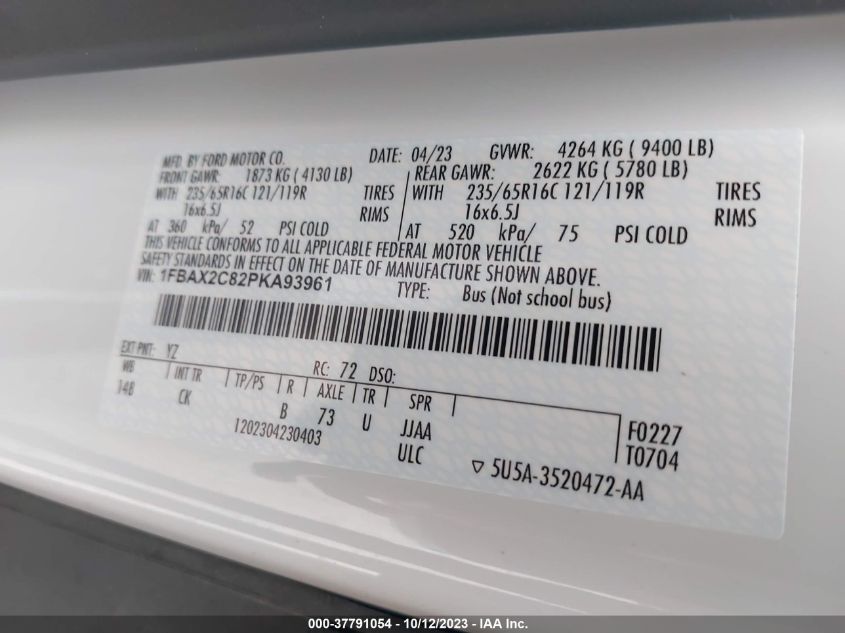 MFD. BY FORD MOTOR CO. DATE: 04/23 GVWR: 4264 KG ( 9400 LB)
FRONT GAWR: 1873 KG ( 4130 LB) REAR GAWR: 2622 KG ( 5780 LB)
WITH 235/65R16C 121/119R TIRES WITH 235/65R16C 121/119R TIRES
16x6.5J RIMS 16x6.5J RIMS
AT 360 kPa/ 52 PSI COLD AT 520 kPa/ 75 PSI COLD
THIS VEHICLE CONFORMS TO ALL APPLICABLE FEDERAL MOTOR VEHICLE
SAFETY STANDARDS IN EFFECT ON THE DATE OF MANUFACTURE SHOWN ABOVE.
VIN: 1FBAX2C82PKA93961 TYPE: Bus (Not school bus)
EXT PNT: YZ RC: 72 DSO:
WB INT TR TP/PS R AXLE TR SPR
148 CK B 73 U JJAA F0227
1202304230403 ULC T0704
▽ 5U5A-3520472-AA
000-37791054 - 10/12/2023 - IAA Inc.